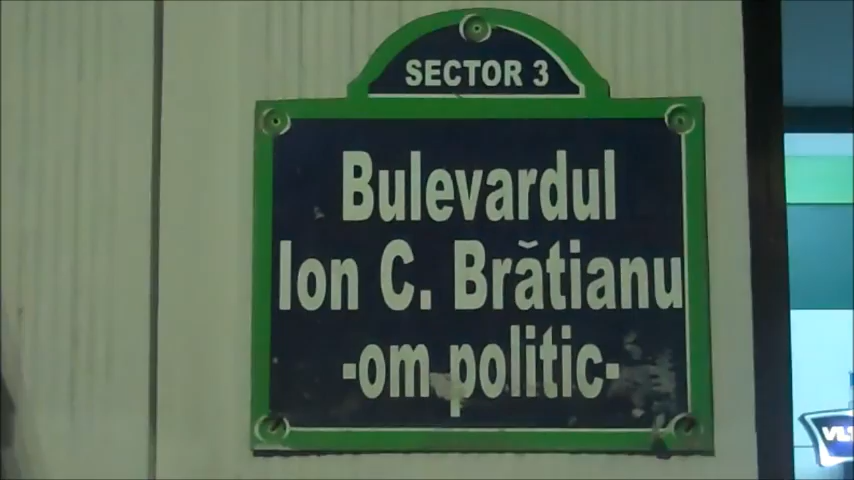 SECTOR 3
Bulevardul
Ion C. Brătianu
-om politic-